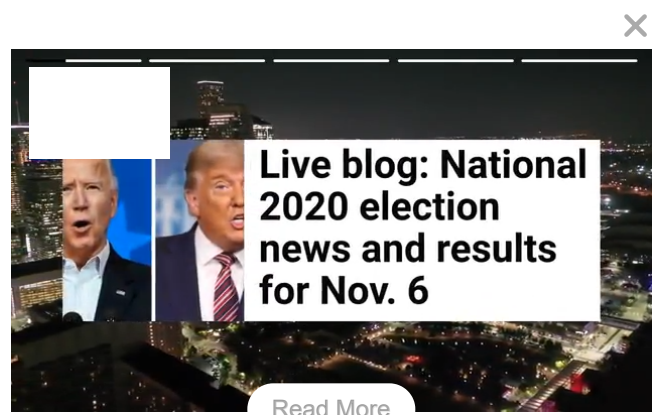 Live blog: National
2020 election
news and results
for Nov. 6
Read More